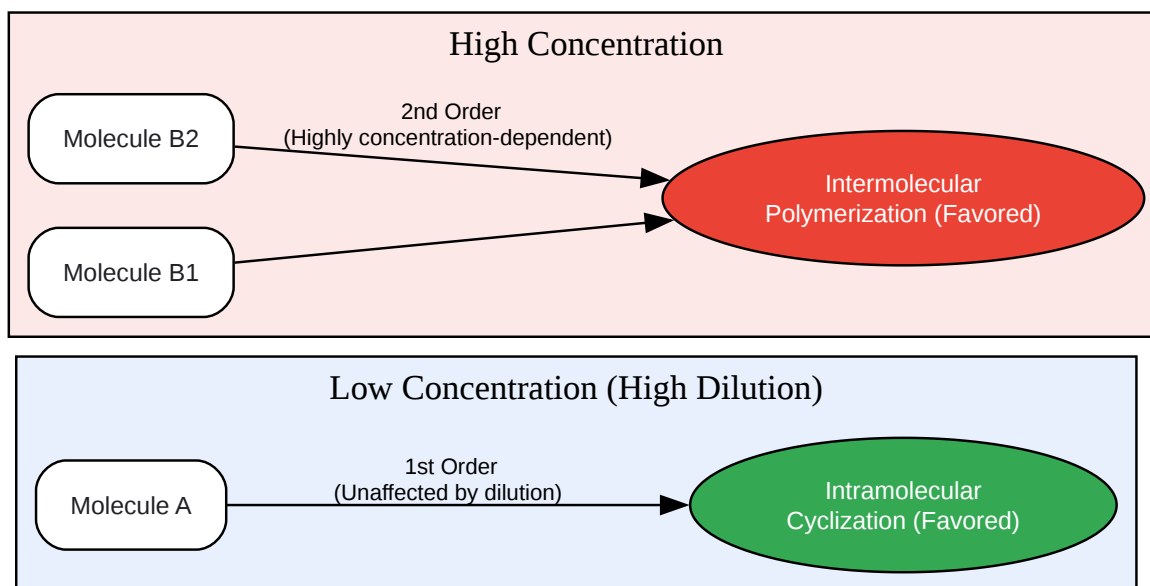 High Concentration
Molecule B2
2nd Order
(Highly concentration-dependent)
Intermolecular
Polymerization (Favored)
Molecule B1
Low Concentration (High Dilution)
Molecule A
1st Order
(Unaffected by dilution)
Intramolecular
Cyclization (Favored)